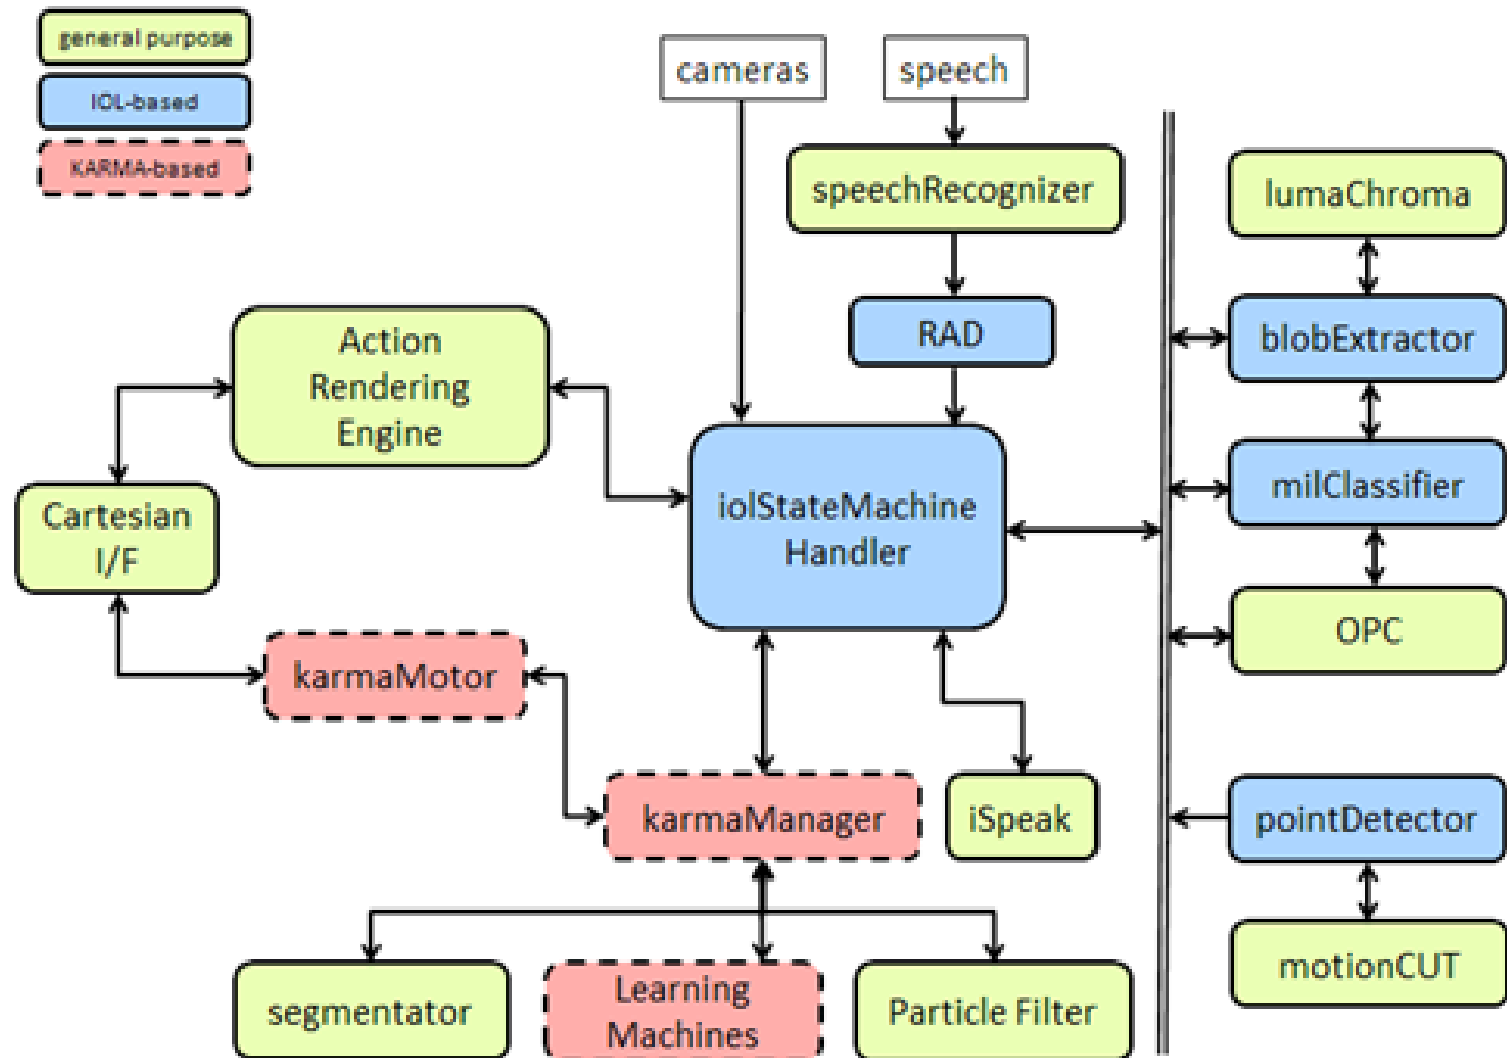 general purpose
IOL-based
KARMA-based
cameras
speech
speechRecognizer
lumaChroma
RAD
blobExtractor
Action
Rendering
Engine
milClassifier
Cartesian
I/F
iolStateMachine
Handler
OPC
karmaMotor
karmaManager
iSpeak
pointDetector
segmentator
Learning
Machines
Particle Filter
motionCUT